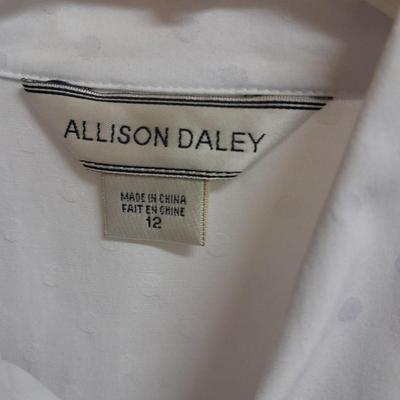 ALLISON DALEY
MADE IN CHINA
FAIT EN CHINE
12